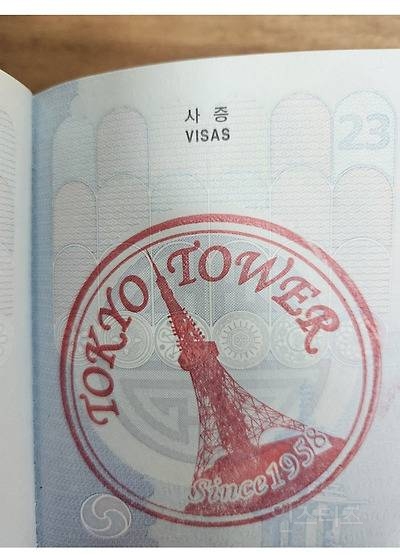 사 증
VISAS
23
TOKYO TOWER
Since 1958